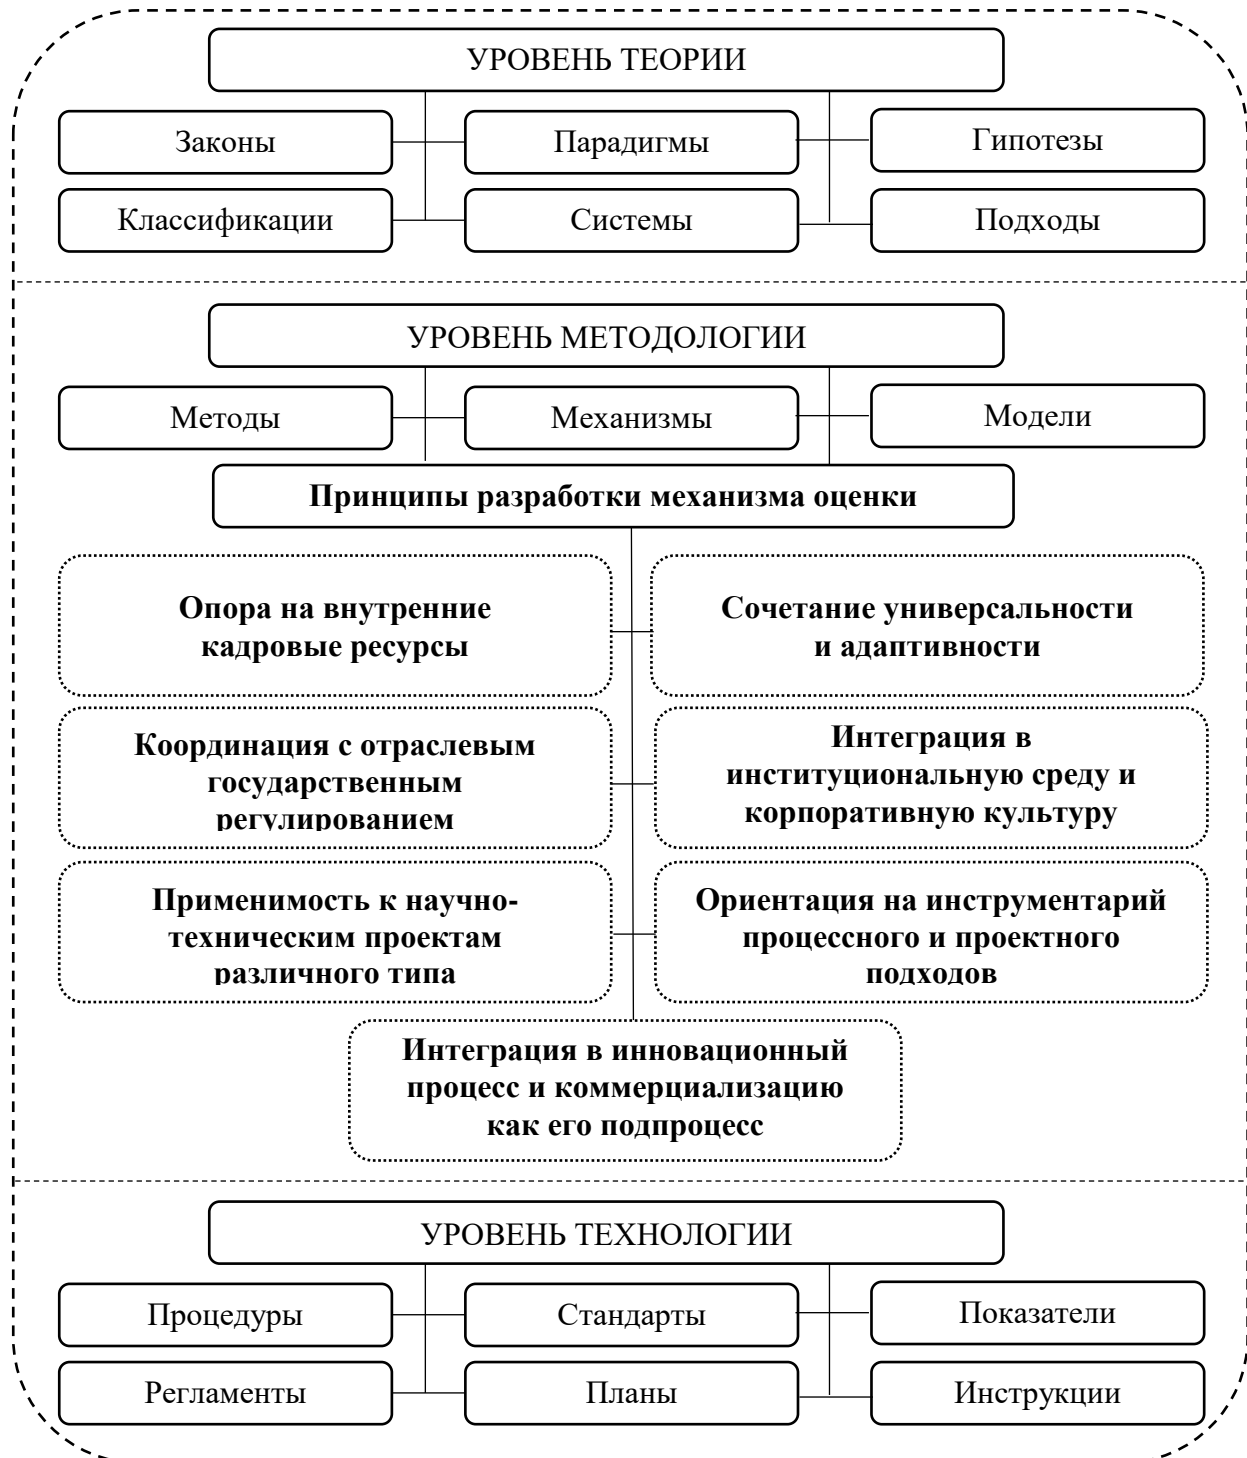 УРОВЕНЬ ТЕОРИИ
Законы
Парадигмы
Гипотезы
Классификации
Системы
Подходы
УРОВЕНЬ МЕТОДОЛОГИИ
Методы
Механизмы
Модели
Принципы разработки механизма оценки
Опора на внутренние
кадровые ресурсы
Сочетание универсальности
и адаптивности
Координация с отраслевым
государственным
регулированием
Интеграция в
институциональную среду и
корпоративную культуру
Применимость к научно-
техническим проектам
различного типа
Ориентация на инструментарий
процессного и проектного
подходов
Интеграция в инновационный
процесс и коммерциализацию
как его подпроцесс
УРОВЕНЬ ТЕХНОЛОГИИ
Процедуры
Стандарты
Показатели
Регламенты
Планы
Инструкции